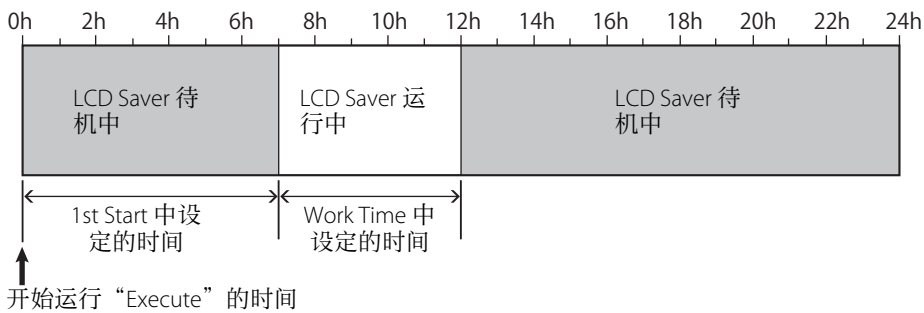 0h 2h 4h 6h 8h 10h 12h 14h 16h 18h 20h 22h 24h
LCD Saver 待
机中
LCD Saver 运
行中
LCD Saver 待
机中
1st Start 中设
定的时间
Work Time 中
设定的时间
开始运行“Execute”的时间